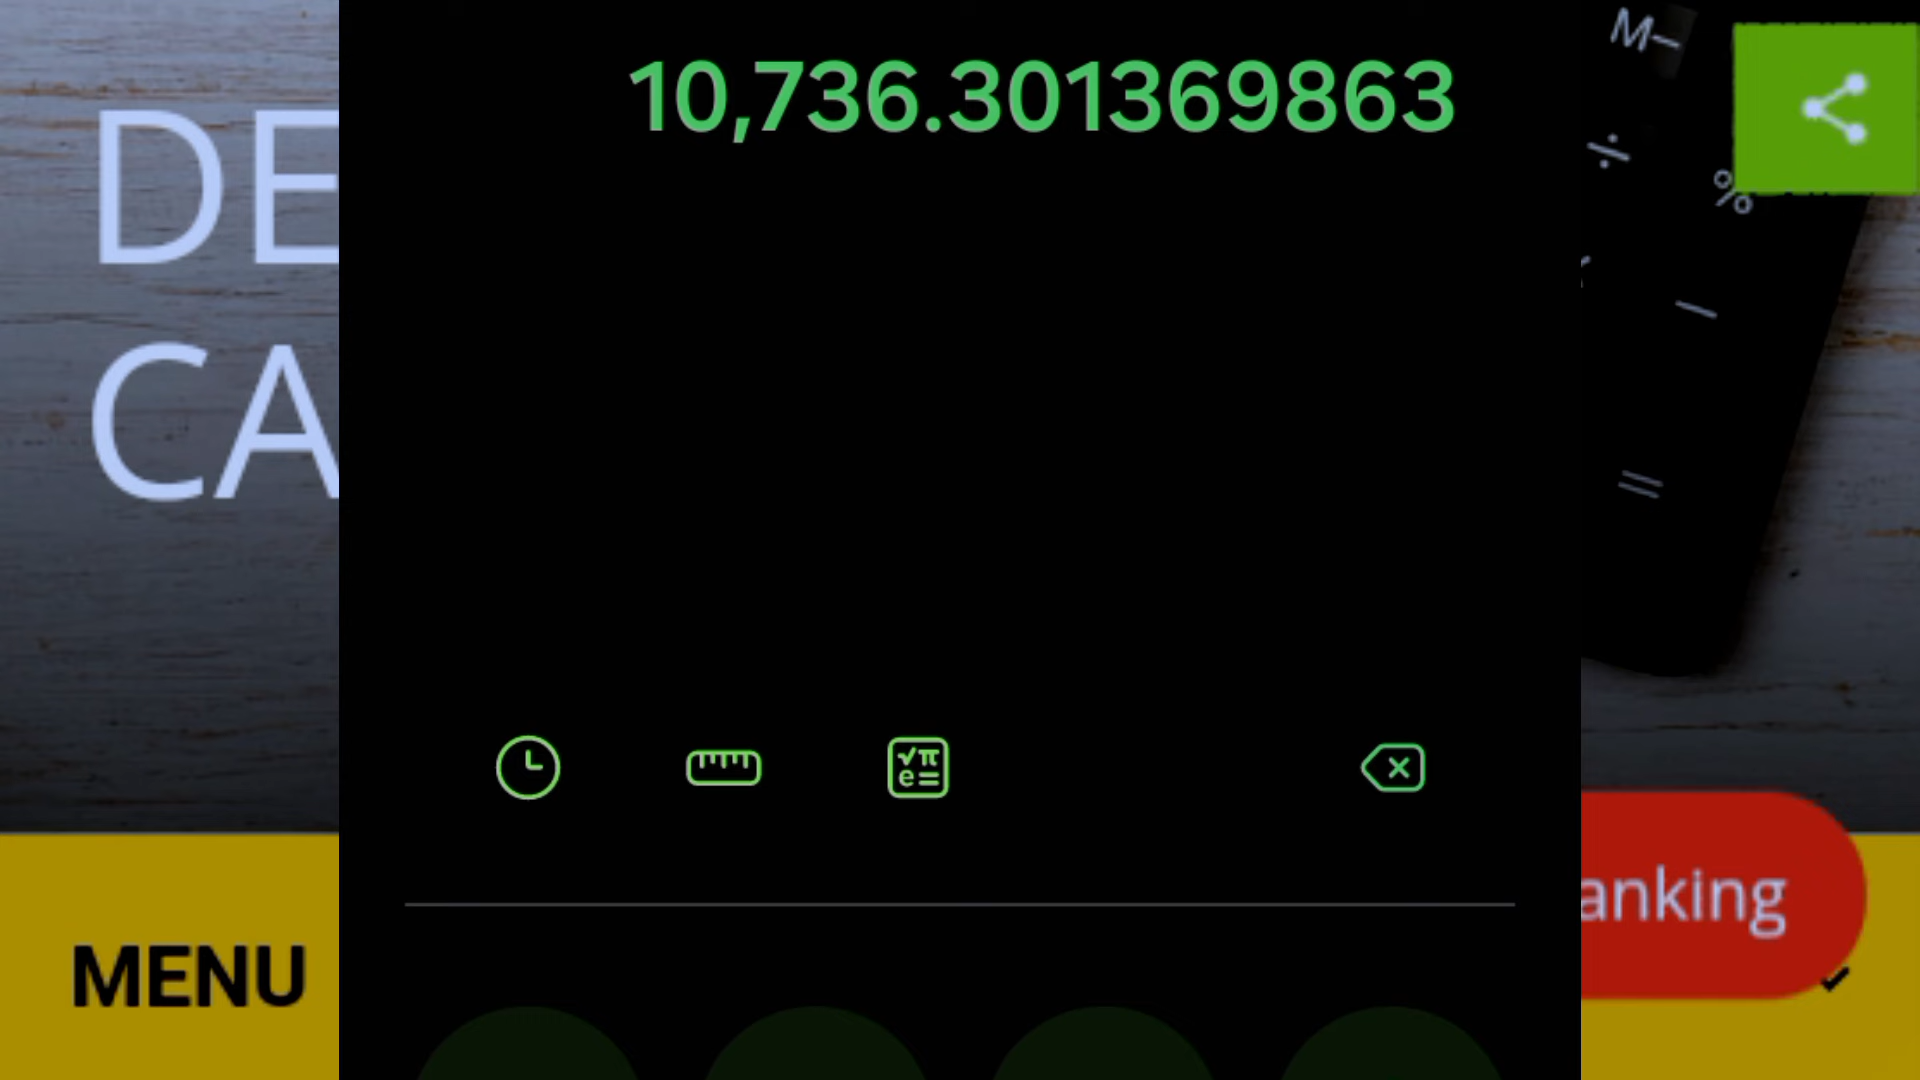 10,736.301369863
DE
CA
M−
÷
%
−
=
√π
e=
MENU
anking